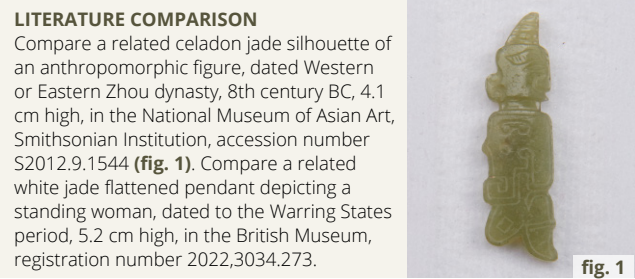 LITERATURE COMPARISON
Compare a related celadon jade silhouette of
an anthropomorphic figure, dated Western
or Eastern Zhou dynasty, 8th century BC, 4.1
cm high, in the National Museum of Asian Art,
Smithsonian Institution, accession number
S2012.9.1544 (fig. 1). Compare a related
white jade flattened pendant depicting a
standing woman, dated to the Warring States
period, 5.2 cm high, in the British Museum,
registration number 2022,3034.273.
fig. 1